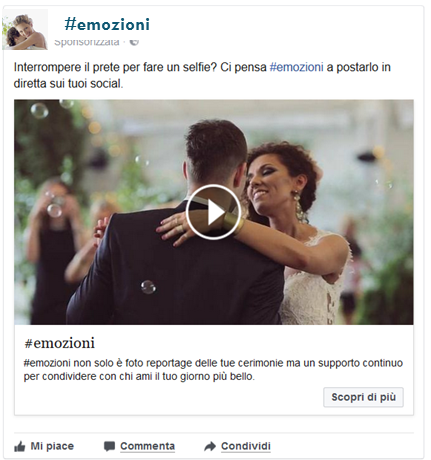 #emozioni
Sponsorizzata ·
Interrompere il prete per fare un selfie? Ci pensa #emozioni a postarlo in
diretta sui tuoi social.
#emozioni
#emozioni non solo è foto reportage delle tue cerimonie ma un supporto continuo
per condividere con chi ami il tuo giorno più bello.
Scopri di più
Mi piace Commenta Condividi